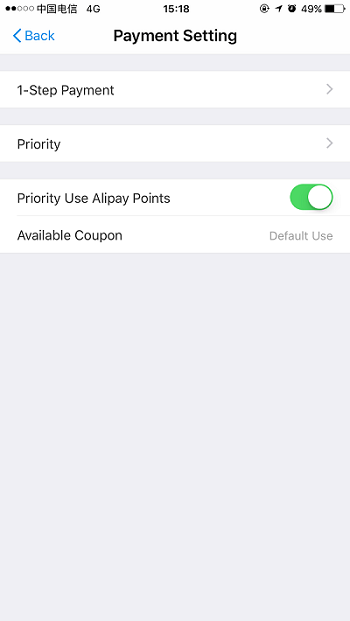 中国电信 4G 15:18 49%
Back Payment Setting
1-Step Payment
Priority
Priority Use Alipay Points
Available Coupon Default Use